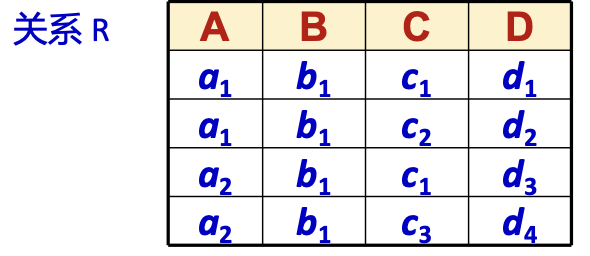 关系 R
A B C D
a₁ b₁ c₁ d₁
a₁ b₁ c₂ d₂
a₂ b₁ c₁ d₃
a₂ b₁ c₃ d₄